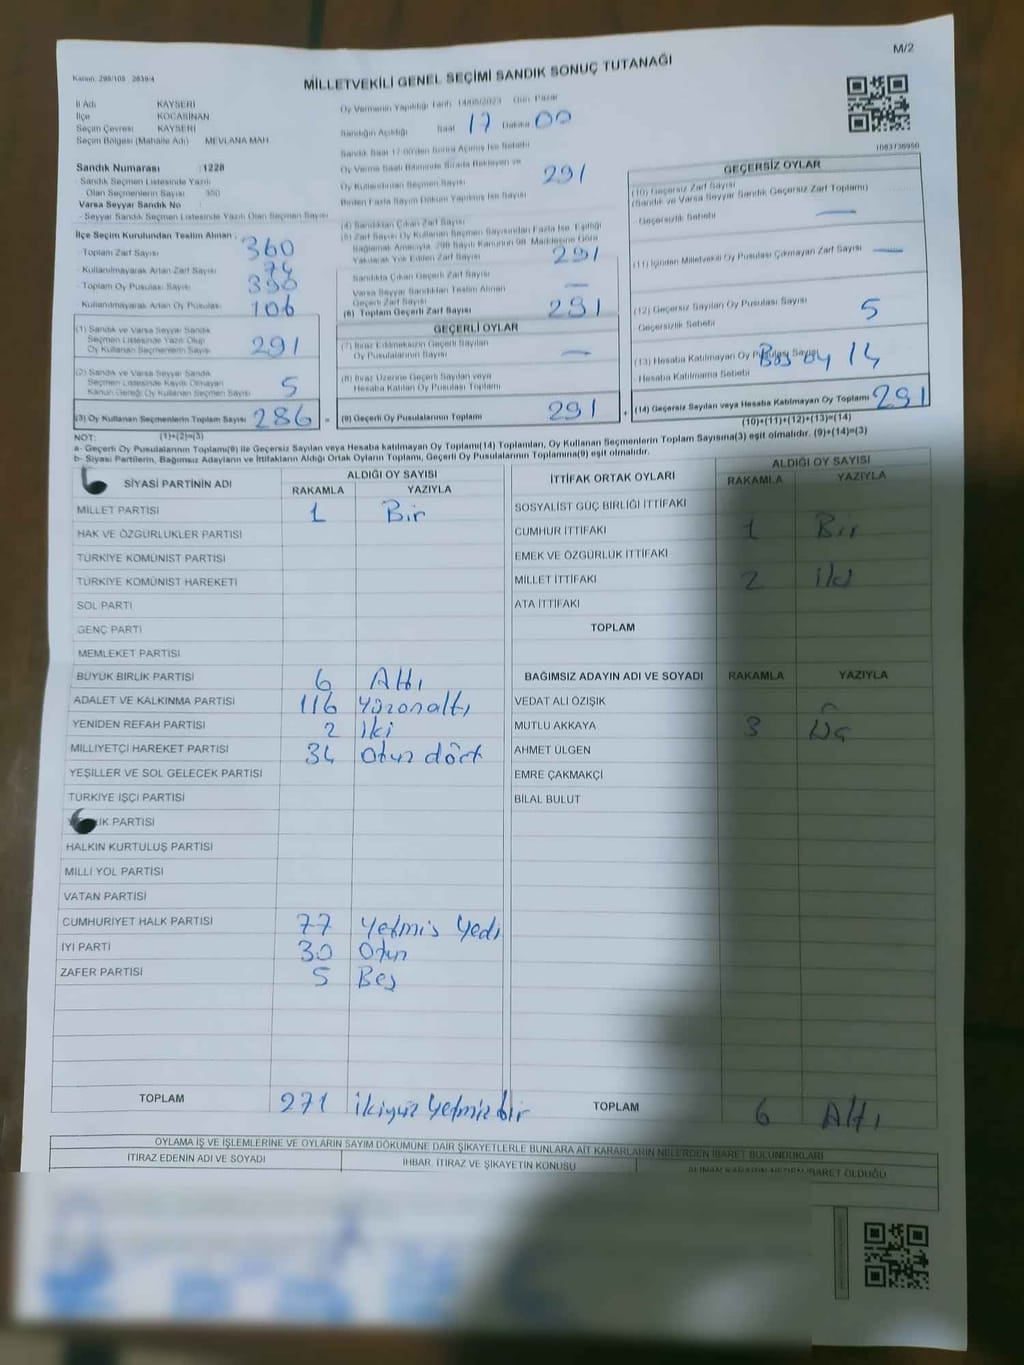 M/2
Kanun: 298/105 2839/4
MİLLETVEKİLİ GENEL SEÇİMİ SANDIK SONUÇ TUTANAĞI
İl Adı KAYSERİ
İlçe KOCASİNAN
Seçim Çevresi KAYSERİ
Seçim Bölgesi (Mahalle Adı) MEVLANA MAH
Sandık Numarası :1228
Sandık Seçmen Listesinde Yazılı
Olan Seçmenlerin Sayısı 350
Varsa Seyyar Sandık No
- Seyyar Sandık Seçmen Listesinde Yazılı Olan Seçmen Sayısı
İlçe Seçim Kurulundan Teslim Alınan :
- Toplam Zarf Sayısı 360
- Kullanılmayarak Artan Zarf Sayısı 74
- Toplam Oy Pusulası Sayısı
- Kullanılmayarak Artan Oy Pusulası 106
(1) Sandık ve Varsa Seyyar Sandık
Seçmen Listesinde Yazılı Olup
Oy Kullanan Seçmenlerin Sayısı 291
(2) Sandık ve Varsa Seyyar Sandık
Seçmen Listesinde Kayıtlı Olmayan
Kanun Gereği Oy Kullanan Seçmen Sayısı 5
(3) Oy Kullanan Seçmenlerin Toplam Sayısı 286 =
(1)+(2)=(3)
Oy Vermenin Yapıldığı Tarih: 14/05/2023 Gün: Pazar
Sandığın Açıldığı Saat 17 Dakika 00
Sandık Saat 17:00'den Sonra Açılmış İse Sebebi
Oy Verme Saati Bitiminde Sırada Bekleyen ve
Oy Kullandırılan Seçmen Sayısı 291
Birden Fazla Sayım Dökümü Yapılmış İse Sayısı
(4) Sandıktan Çıkan Zarf Sayısı
(5) Zarf Sayısı Oy Kullanan Seçmen Sayısından Fazla İse, Eşitliği
Sağlamak Amacıyla, 298 Sayılı Kanunun 98. Maddesine Göre
Yakılarak Yok Edilen Zarf Sayısı 291
Sandıkta Çıkan Geçerli Zarf Sayısı
Varsa Seyyar Sandıktan Teslim Alınan
Geçerli Zarf Sayısı —
(6) Toplam Geçerli Zarf Sayısı 291
GEÇERLİ OYLAR
(7) İtiraz Edilmeksizin Geçerli Sayılan
Oy Pusulalarının Sayısı —
(8) İtiraz Üzerine Geçerli Sayılan veya
Hesaba Katılan Oy Pusulası Toplamı
(9) Geçerli Oy Pusulalarının Toplamı 291 +
1083736950
GEÇERSİZ OYLAR
(10) Geçersiz Zarf Sayısı
(Sandık ve Varsa Seyyar Sandık Geçersiz Zarf Toplamı)
Geçersizlik Sebebi —
(11) İçinden Milletvekili Oy Pusulası Çıkmayan Zarf Sayısı —
(12) Geçersiz Sayılan Oy Pusulası Sayısı 5
Geçersizlik Sebebi
(13) Hesaba Katılmayan Oy Pusulası Sayısı 14
Hesaba Katılmama Sebebi Boş oy
(14) Geçersiz Sayılan veya Hesaba Katılmayan Oy Toplamı 291
(10)+(11)+(12)+(13)=(14)
NOT:
a- Geçerli Oy Pusulalarının Toplamı(9) ile Geçersiz Sayılan veya Hesaba katılmayan Oy Toplamı(14) Toplamları, Oy Kullanan Seçmenlerin Toplam Sayısına(3) eşit olmalıdır. (9)+(14)=(3)
b- Siyasi Partilerin, Bağımsız Adayların ve İttifakların Aldığı Ortak Oyların Toplamı, Geçerli Oy Pusulalarının Toplamına(9) eşit olmalıdır.
SİYASİ PARTİNİN ADI ALDIĞI OY SAYISI
RAKAMLA YAZIYLA
MİLLET PARTİSİ 1 Bir
HAK VE ÖZGÜRLÜKLER PARTİSİ
TÜRKİYE KOMÜNİST PARTİSİ
TÜRKİYE KOMÜNİST HAREKETİ
SOL PARTİ
GENÇ PARTİ
MEMLEKET PARTİSİ
BÜYÜK BİRLİK PARTİSİ 6 Altı
ADALET VE KALKINMA PARTİSİ 116 Yüzonaltı
YENİDEN REFAH PARTİSİ 2 iki
MİLLİYETÇİ HAREKET PARTİSİ 34 Otuz dört
YEŞİLLER VE SOL GELECEK PARTİSİ
TÜRKİYE İŞÇİ PARTİSİ
İK PARTİSİ
HALKIN KURTULUŞ PARTİSİ
MİLLİ YOL PARTİSİ
VATAN PARTİSİ
CUMHURİYET HALK PARTİSİ 77 Yetmiş Yedi
İYİ PARTİ 30 Otuz
ZAFER PARTİSİ 5 Beş
TOPLAM 271 ikiyüz Yetmiş bir
İTTİFAK ORTAK OYLARI ALDIĞI OY SAYISI
RAKAMLA YAZIYLA
SOSYALİST GÜÇ BİRLİĞİ İTTİFAKI
CUMHUR İTTİFAKI 1 Bir
EMEK VE ÖZGÜRLÜK İTTİFAKI
MİLLET İTTİFAKI 2 iki
ATA İTTİFAKI
TOPLAM
BAĞIMSIZ ADAYIN ADI VE SOYADI RAKAMLA YAZIYLA
VEDAT ALİ ÖZIŞIK
MUTLU AKKAYA 3 Üç
AHMET ÜLGEN
EMRE ÇAKMAKÇI
BİLAL BULUT
TOPLAM 6 Altı
OYLAMA İŞ VE İŞLEMLERİNE VE OYLARIN SAYIM DÖKÜMÜNE DAİR ŞİKAYETLERLE BUNLARA AİT KARARLARIN NELERDEN İBARET BULUNDUKLARI
İTİRAZ EDENİN ADI VE SOYADI İHBAR, İTİRAZ VE ŞİKAYETİN KONUSU ALINAN KARARIN NEDEN İBARET OLDUĞU